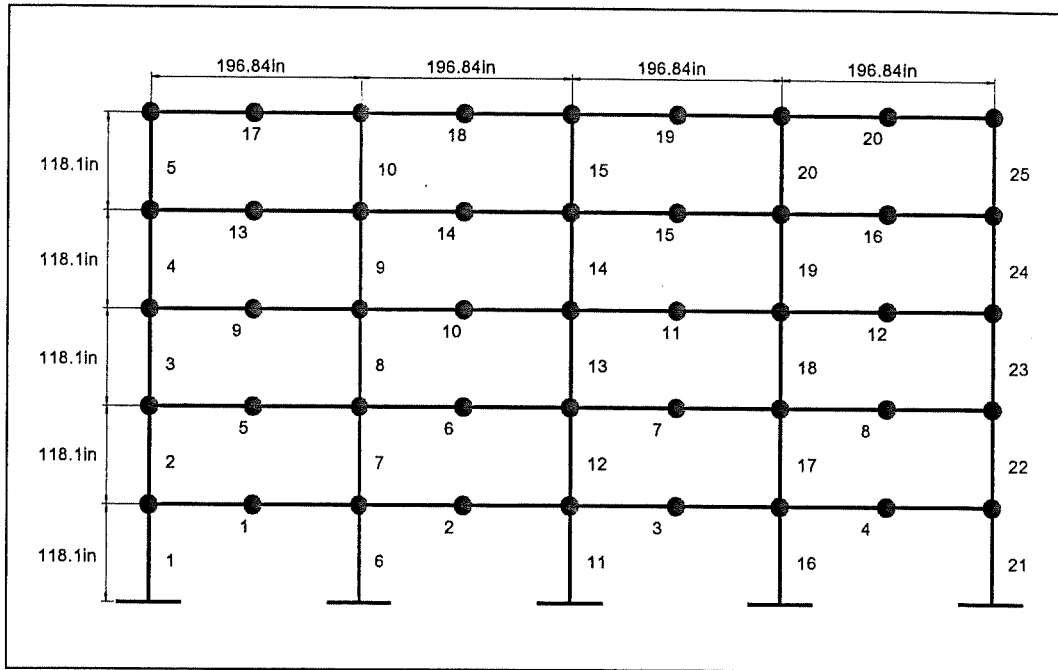 196.84in 196.84in 196.84in 196.84in
17 18 19 20
118.1in 5 10 15 20 25
13 14 15 16
118.1in 4 9 14 19 24
9 10 11 12
118.1in 3 8 13 18 23
5 6 7 8
118.1in 2 7 12 17 22
1 2 3 4
118.1in 1 6 11 16 21